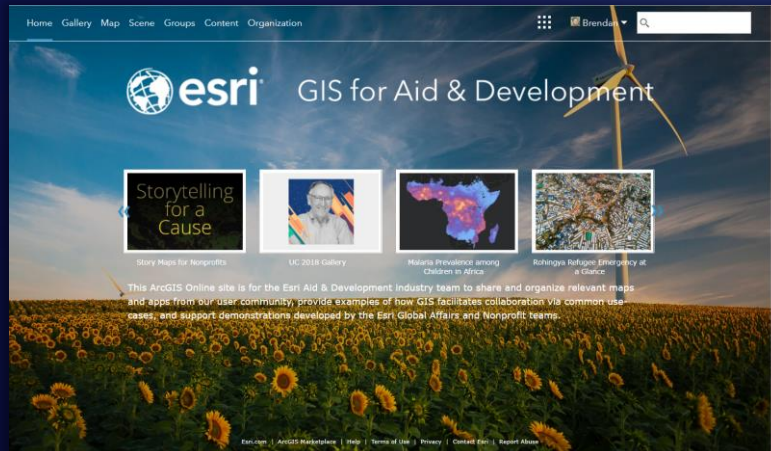 Home Gallery Map Scene Groups Content Organization
Brendan
esri
GIS for Aid & Development
Storytelling
for a
Cause
Story Maps for Nonprofits
UC 2018 Gallery
Malaria Prevalence among
Children in Africa
Rohingya Refugee Emergency at
a Glance
This ArcGIS Online site is for the Esri Aid & Development industry team to share and organize relevant maps
and apps from our user community, provide examples of how GIS facilitates collaboration via common use-
cases, and support demonstrations developed by the Esri Global Affairs and Nonprofit teams.
Esri.com | ArcGIS Marketplace | Help | Terms of Use | Privacy | Contact Esri | Report Abuse